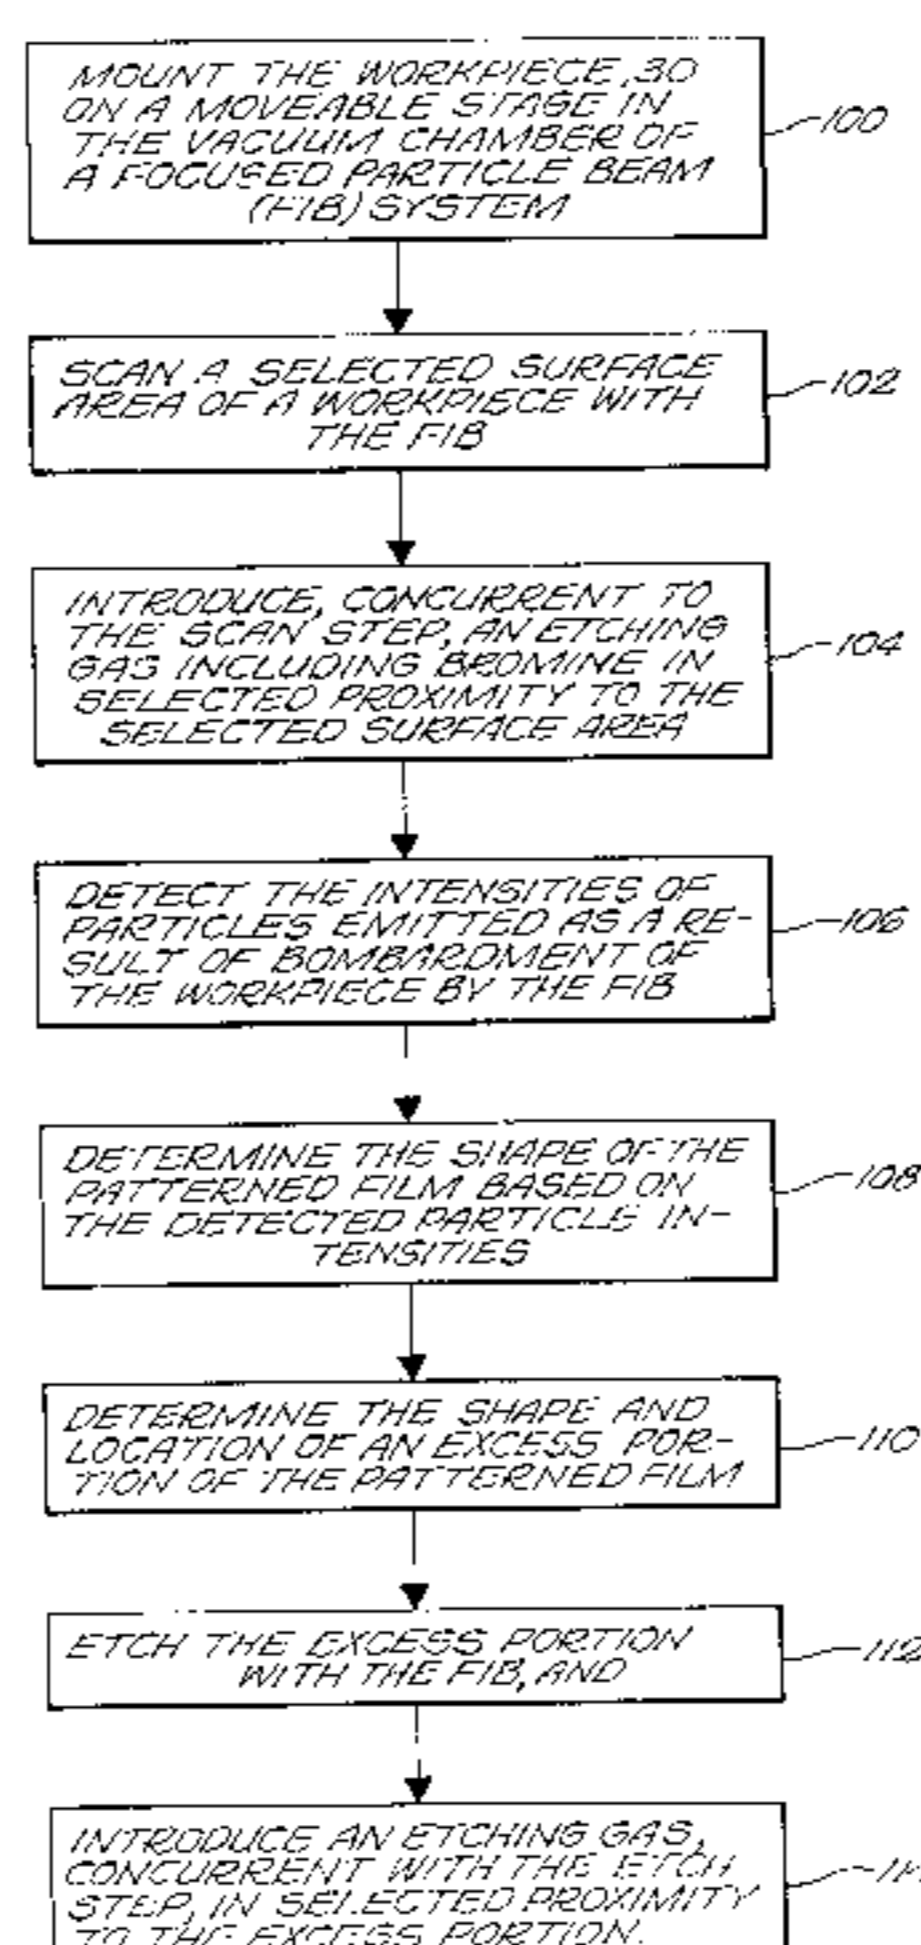 MOUNT THE WORKPIECE, 30
ON A MOVEABLE STAGE IN
THE VACUUM CHAMBER OF
A FOCUSED PARTICLE BEAM
(FIB) SYSTEM
100
SCAN A SELECTED SURFACE
AREA OF A WORKPIECE WITH
THE FIB
102
INTRODUCE, CONCURRENT TO
THE SCAN STEP, AN ETCHING
GAS INCLUDING BROMINE IN
SELECTED PROXIMITY TO THE
SELECTED SURFACE AREA
104
DETECT THE INTENSITIES OF
PARTICLES EMITTED AS A RE-
SULT OF BOMBARDMENT OF
THE WORKPIECE BY THE FIB
106
DETERMINE THE SHAPE OF THE
PATTERNED FILM BASED ON
THE DETECTED PARTICLE IN-
TENSITIES
108
DETERMINE THE SHAPE AND
LOCATION OF AN EXCESS POR-
TION OF THE PATTERNED FILM
110
ETCH THE EXCESS PORTION
WITH THE FIB, AND
112
INTRODUCE AN ETCHING GAS,
CONCURRENT WITH THE ETCH
STEP, IN SELECTED PROXIMITY
TO THE EXCESS PORTION.